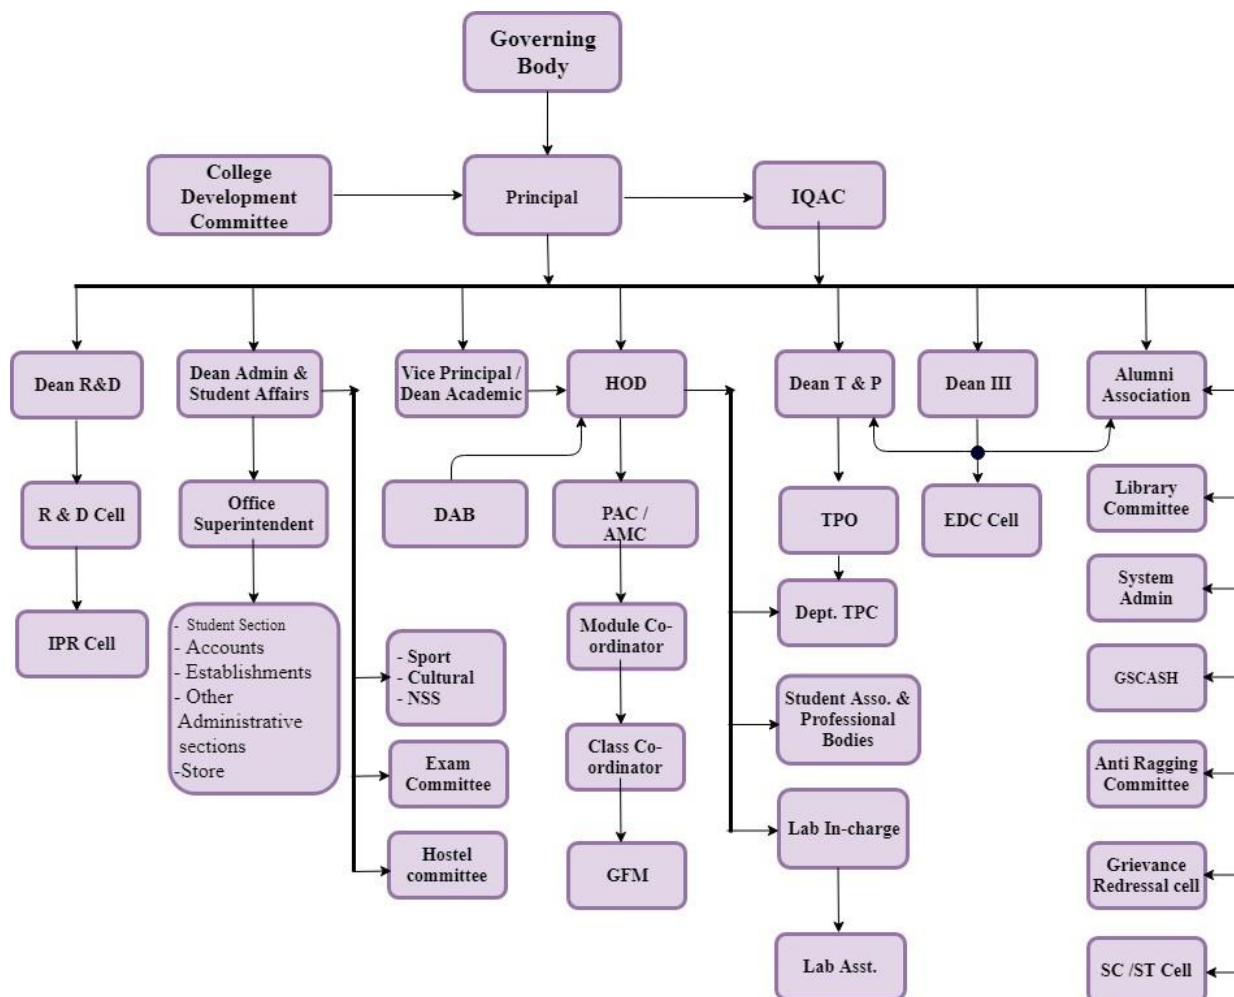 Governing
Body
College
Development
Committee
Principal
IQAC
Dean R&D
Dean Admin &
Student Affairs
Vice Principal /
Dean Academic
HOD
Dean T & P
Dean III
Alumni
Association
R & D Cell
Office
Superintendent
DAB
PAC /
AMC
TPO
EDC Cell
Library
Committee
IPR Cell
- Student Section
- Accounts
- Establishments
- Other
Administrative
sections
-Store
- Sport
- Cultural
- NSS
Module Co-
ordinator
Dept. TPC
System
Admin
Student Asso. &
Professional
Bodies
GSCASH
Exam
Committee
Class Co-
ordinator
Anti Ragging
Committee
Hostel
committee
GFM
Lab In-charge
Grievance
Redressal cell
Lab Asst.
SC /ST Cell